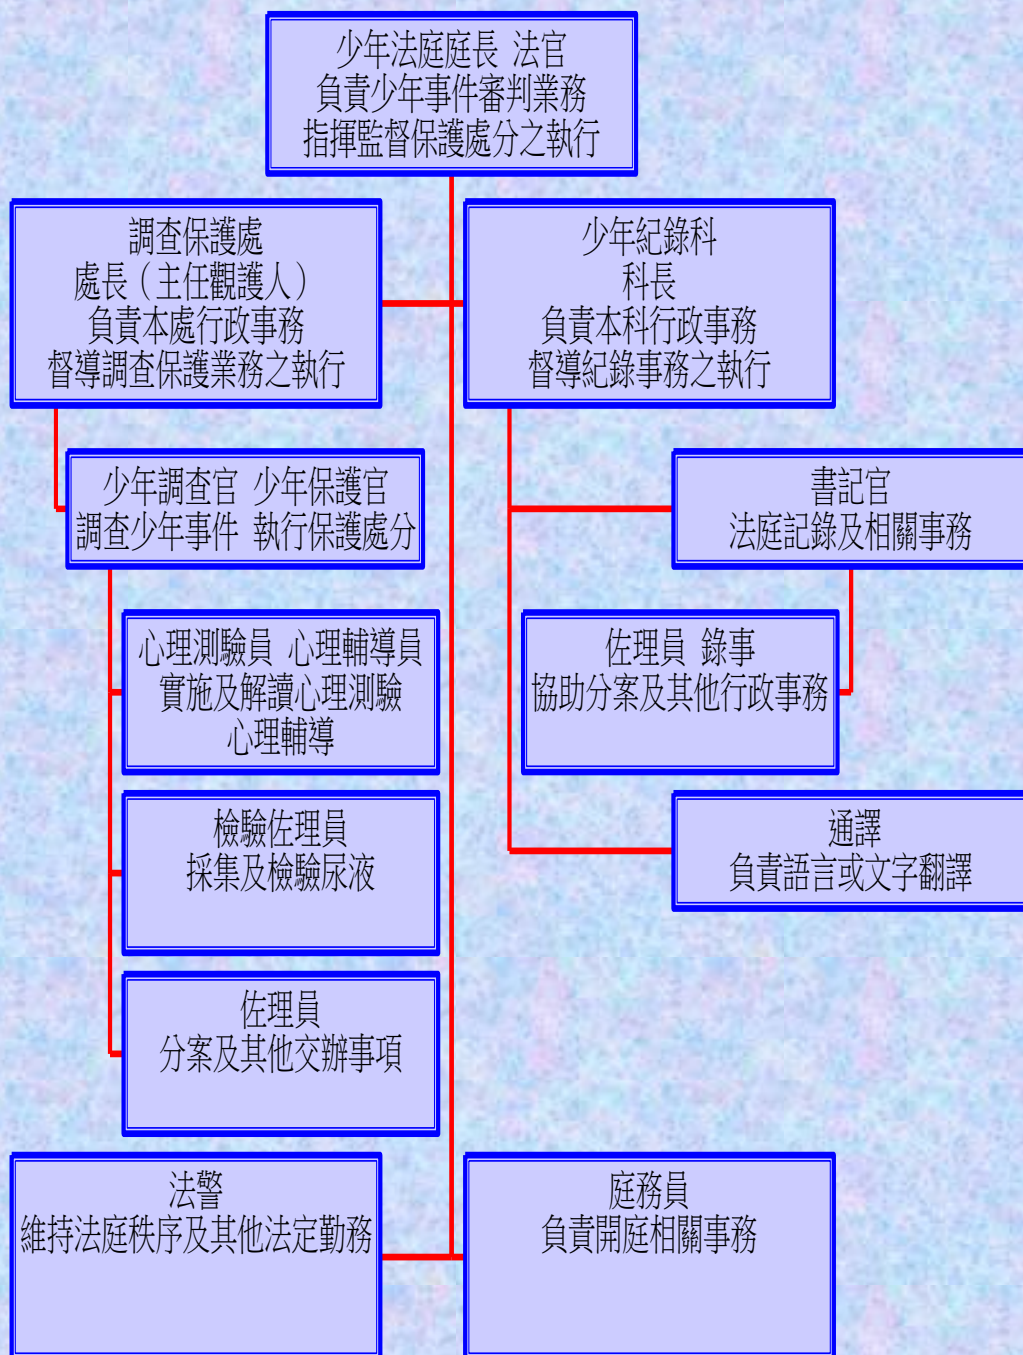 少年法庭庭長 法官
負責少年事件審判業務
指揮監督保護處分之執行
調查保護處
處長（主任觀護人）
負責本處行政事務
督導調查保護業務之執行
少年紀錄科
科長
負責本科行政事務
督導紀錄事務之執行
少年調查官 少年保護官
調查少年事件 執行保護處分
書記官
法庭記錄及相關事務
心理測驗員 心理輔導員
實施及解讀心理測驗
心理輔導
佐理員 錄事
協助分案及其他行政事務
檢驗佐理員
採集及檢驗尿液
通譯
負責語言或文字翻譯
佐理員
分案及其他交辦事項
法警
維持法庭秩序及其他法定勤務
庭務員
負責開庭相關事務